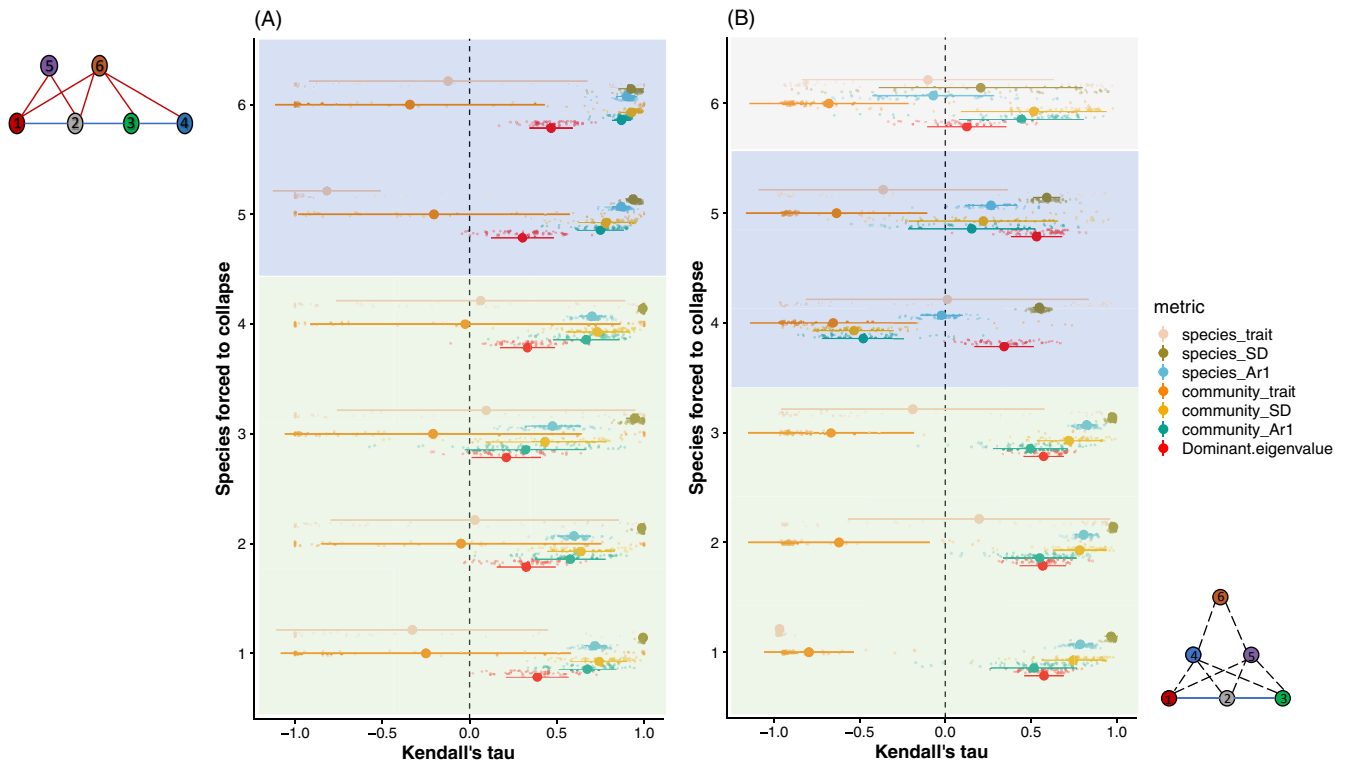 (A)
(B)
5
6
1
2
3
4
Species forced to collapse
6
5
4
3
2
1
−1.0
−0.5
0.0
0.5
1.0
Kendall's tau
Species forced to collapse
6
5
4
3
2
1
−1.0
−0.5
0.0
0.5
1.0
Kendall's tau
metric
species_trait
species_SD
species_Ar1
community_trait
community_SD
community_Ar1
Dominant.eigenvalue
6
4
5
1
2
3